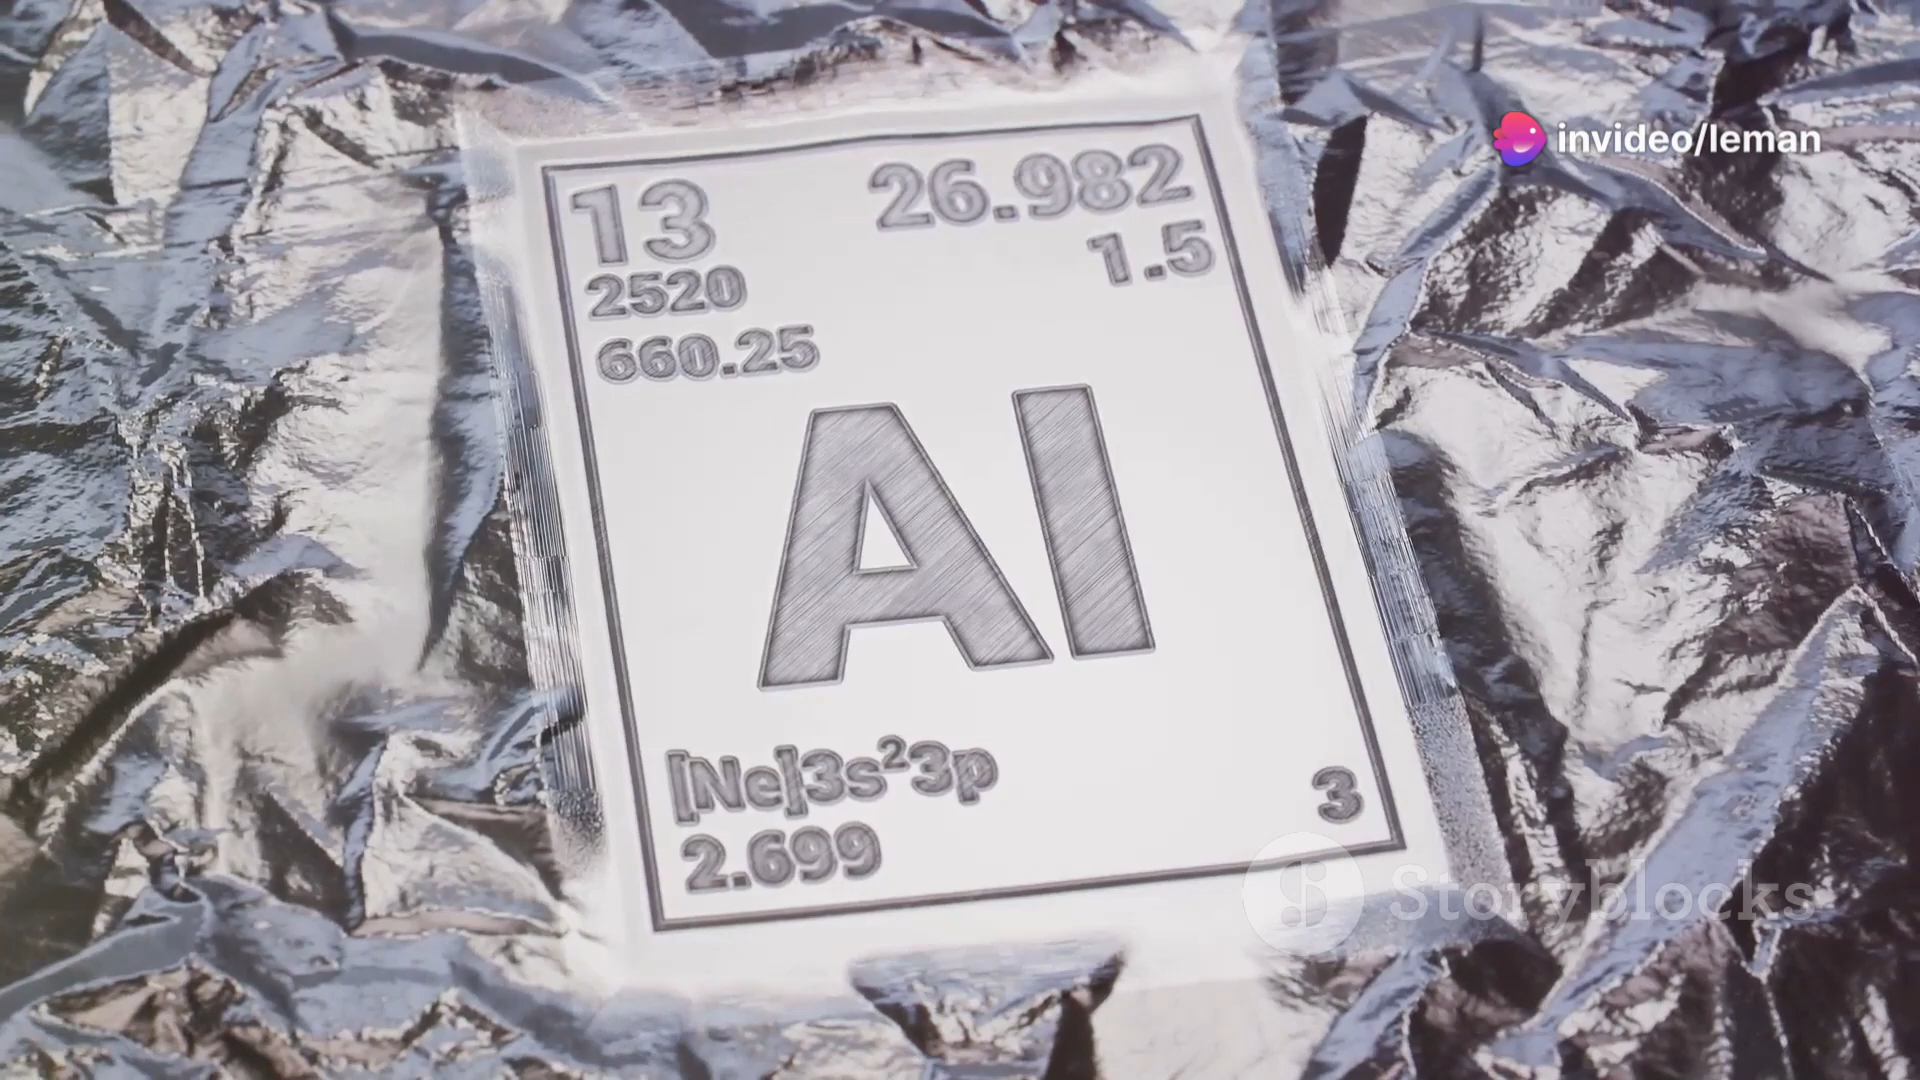 invideo/leman
13
26.982
2520
1.5
660.25
Al
[Ne]3s²3p
2.699
3
Storyblocks